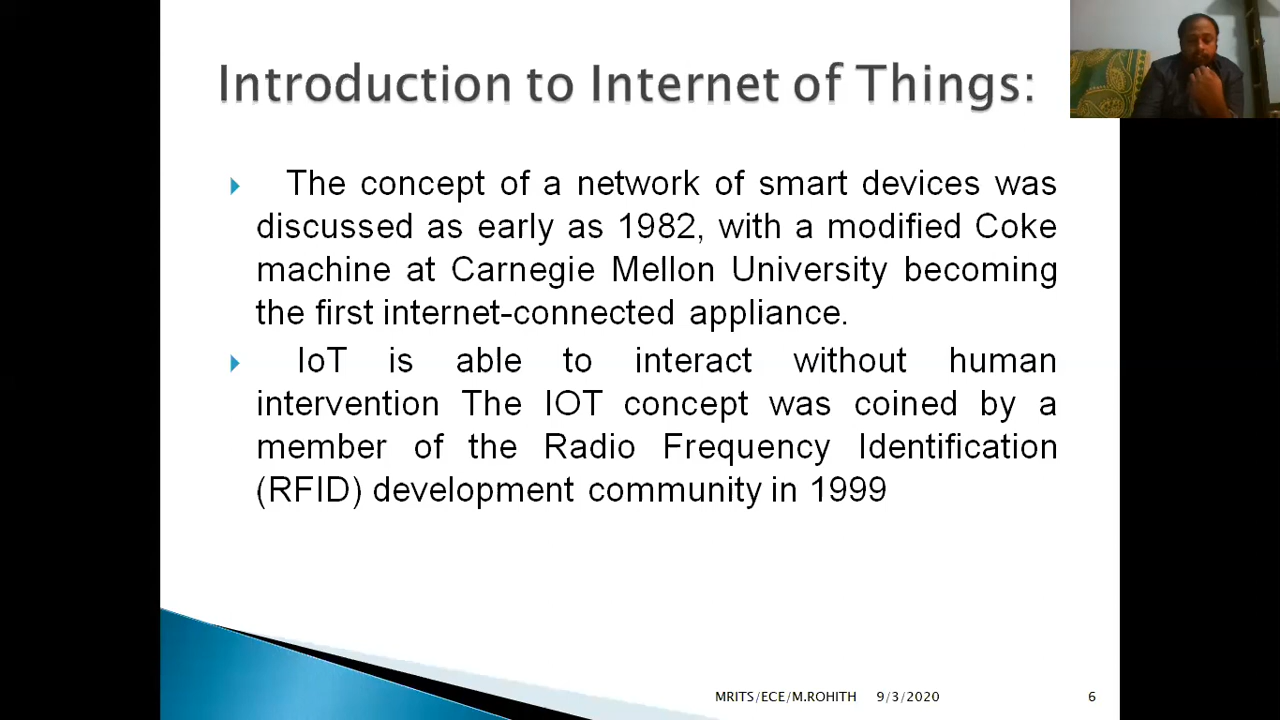 Introduction to Internet of Things:
The concept of a network of smart devices was
discussed as early as 1982, with a modified Coke
machine at Carnegie Mellon University becoming
the first internet-connected appliance.
IoT is able to interact without human
intervention The IOT concept was coined by a
member of the Radio Frequency Identification
(RFID) development community in 1999
MRITS/ECE/M.ROHITH 9/3/2020 6